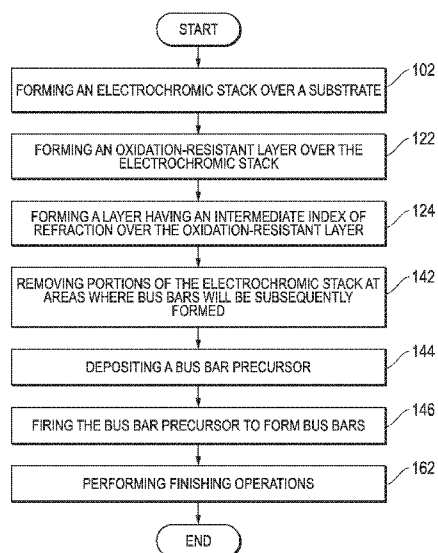 START
FORMING AN ELECTROCHROMIC STACK OVER A SUBSTRATE
102
FORMING AN OXIDATION-RESISTANT LAYER OVER THE
ELECTROCHROMIC STACK
122
FORMING A LAYER HAVING AN INTERMEDIATE INDEX OF
REFRACTION OVER THE OXIDATION-RESISTANT LAYER
124
REMOVING PORTIONS OF THE ELECTROCHROMIC STACK AT
AREAS WHERE BUS BARS WILL BE SUBSEQUENTLY
FORMED
142
DEPOSITING A BUS BAR PRECURSOR
144
FIRING THE BUS BAR PRECURSOR TO FORM BUS BARS
146
PERFORMING FINISHING OPERATIONS
162
END